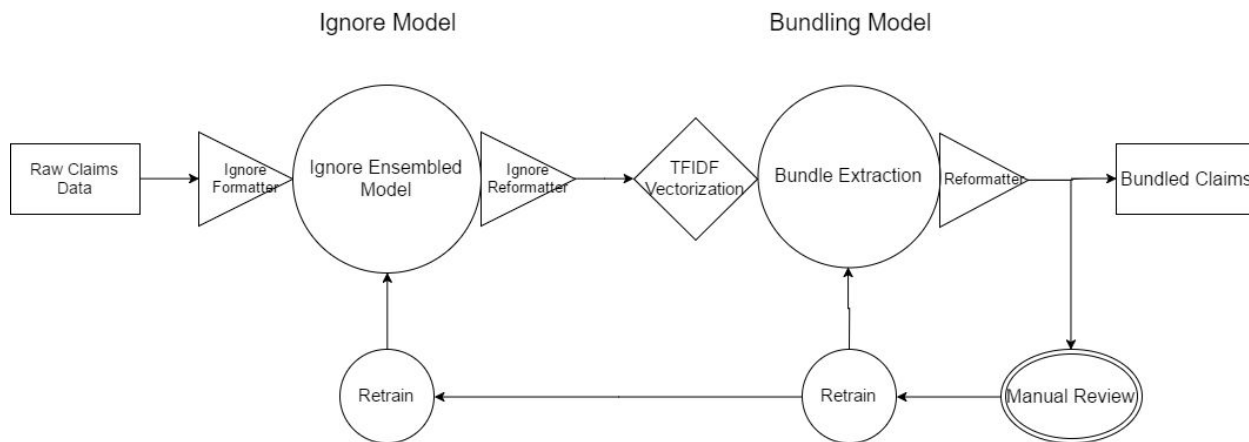 Ignore Model
Bundling Model
Raw Claims
Data
Ignore
Formatter
Ignore Ensembled
Model
Ignore
Reformatter
TFIDF
Vectorization
Bundle Extraction
Reformatter
Bundled Claims
Retrain
Retrain
Manual Review